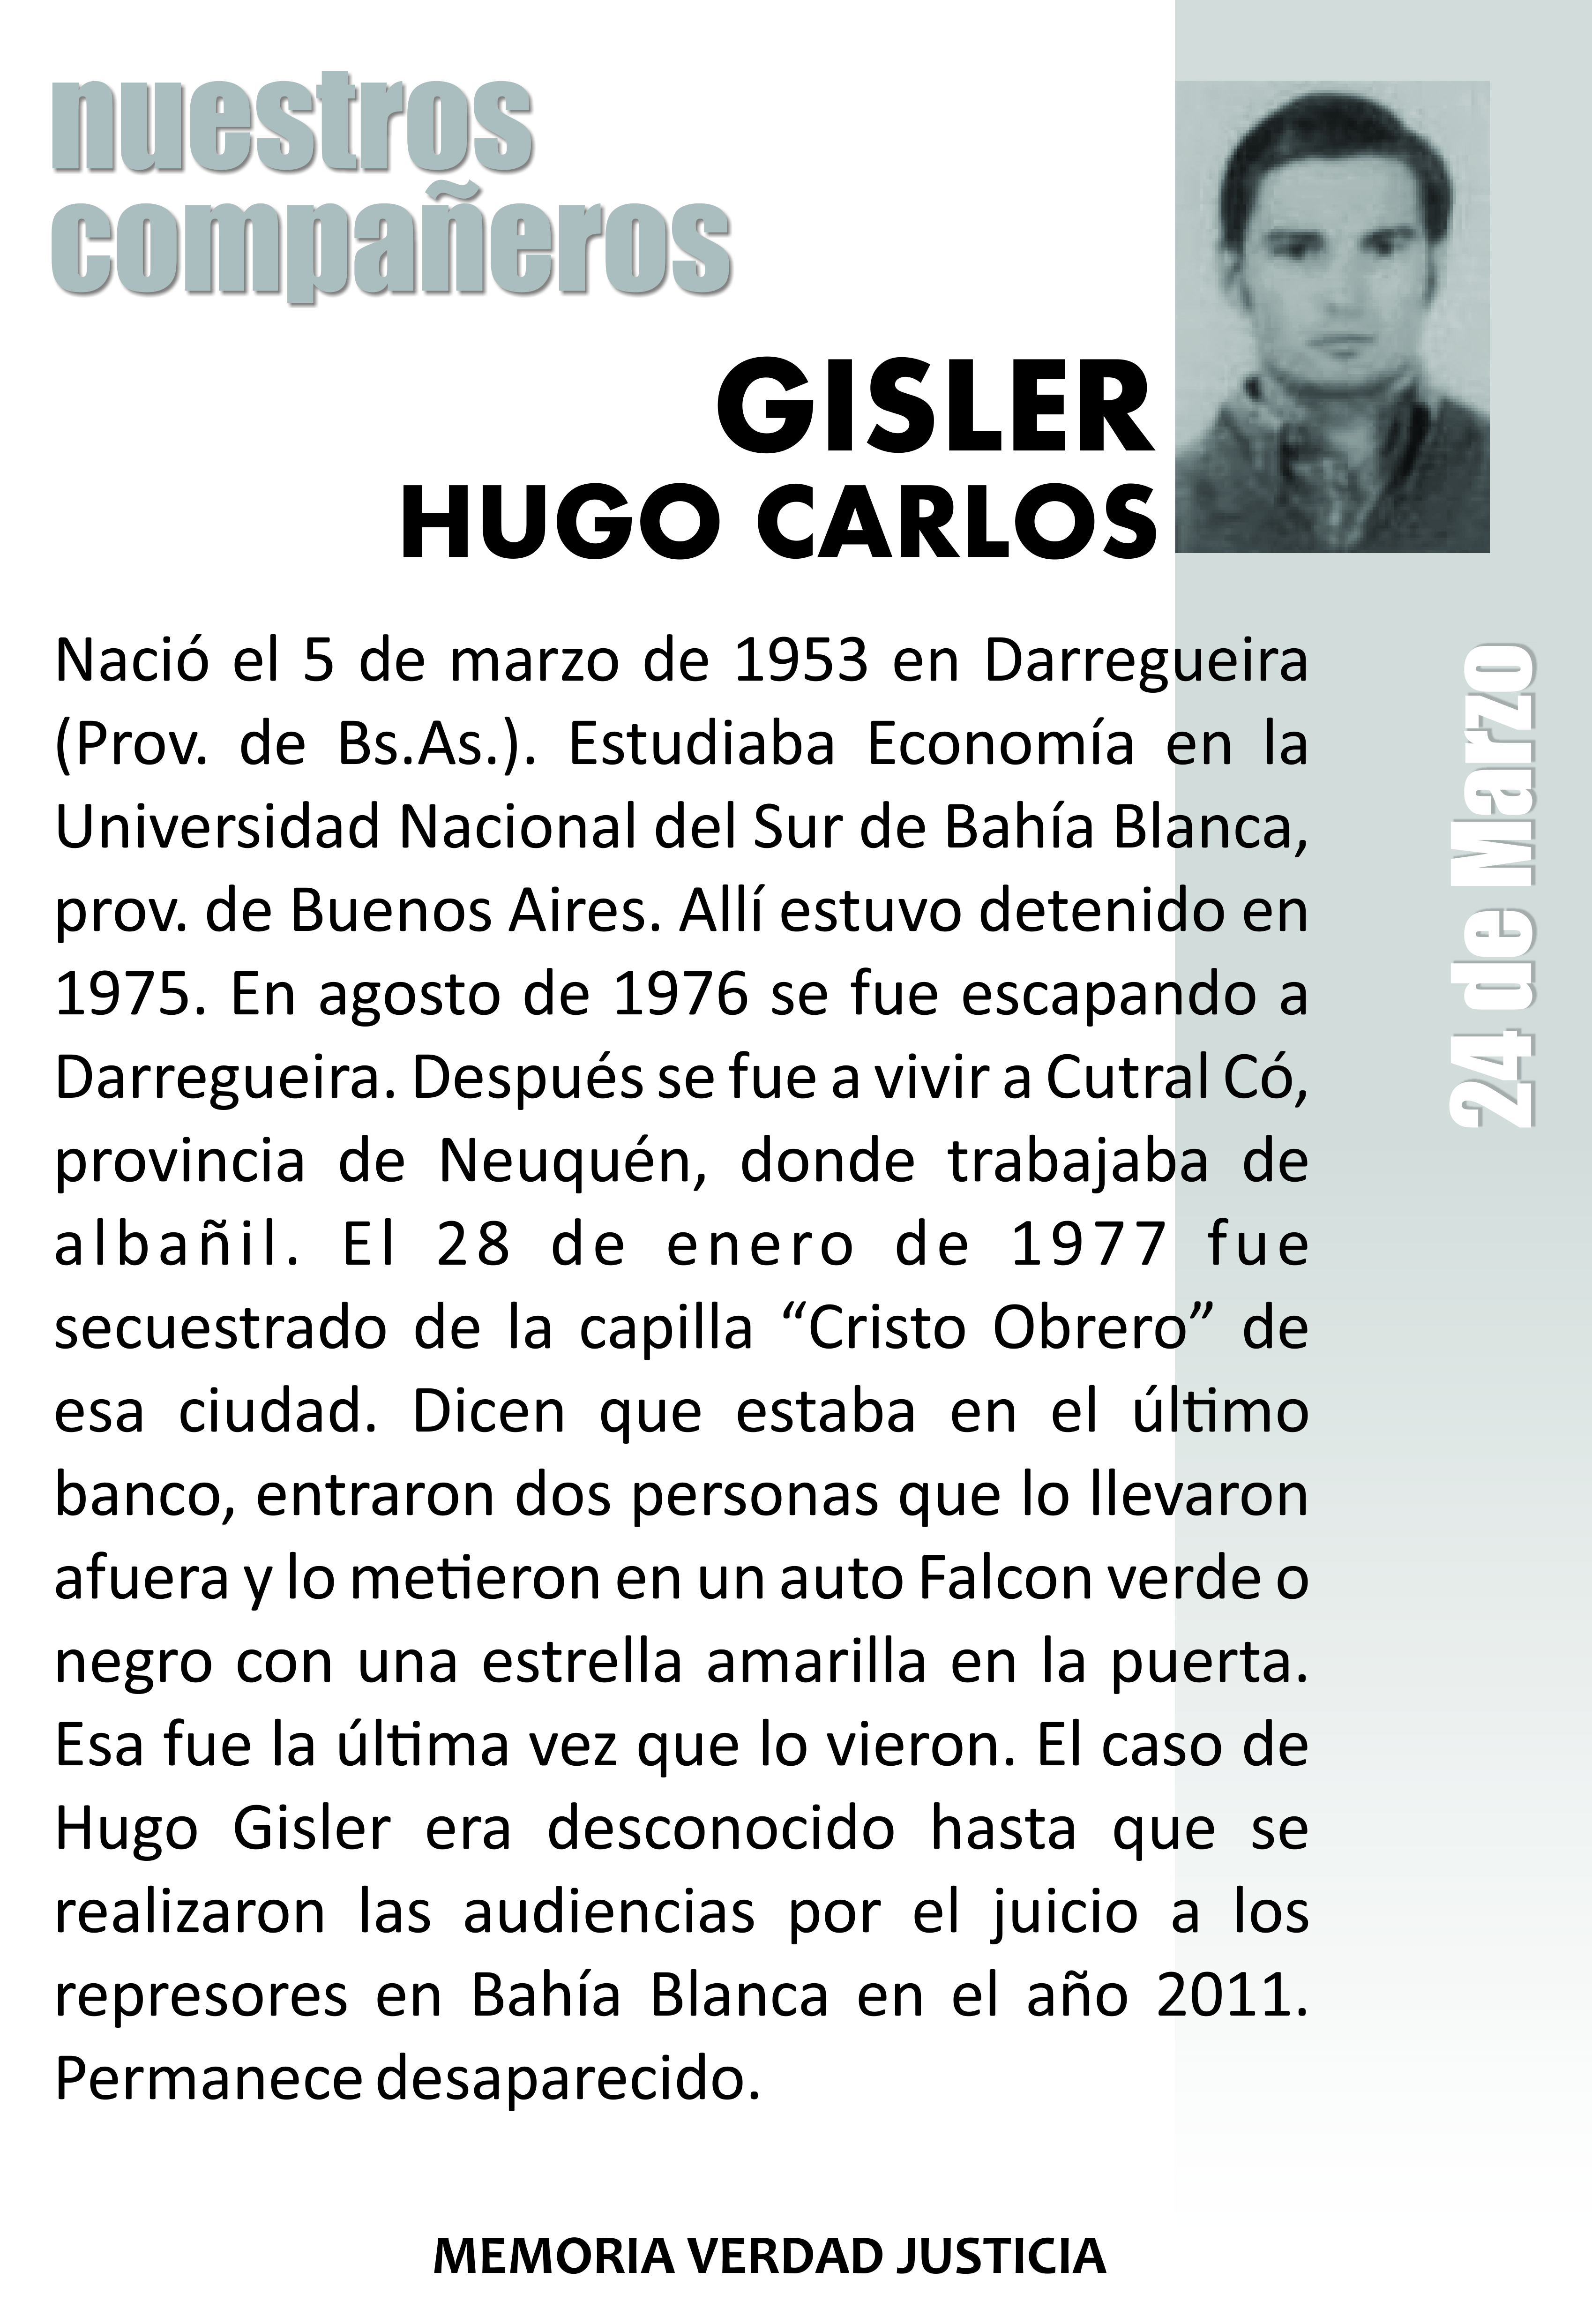 nuestros
compañeros
GISLER
HUGO CARLOS
Nació el 5 de marzo de 1953 en Darregueira
(Prov. de Bs.As.). Estudiaba Economía en la
Universidad Nacional del Sur de Bahía Blanca,
prov. de Buenos Aires. Allí estuvo detenido en
1975. En agosto de 1976 se fue escapando a
Darregueira. Después se fue a vivir a Cutral Có,
provincia de Neuquén, donde trabajaba de
albañil. El 28 de enero de 1977 fue
secuestrado de la capilla “Cristo Obrero” de
esa ciudad. Dicen que estaba en el último
banco, entraron dos personas que lo llevaron
afuera y lo metieron en un auto Falcon verde o
negro con una estrella amarilla en la puerta.
Esa fue la última vez que lo vieron. El caso de
Hugo Gisler era desconocido hasta que se
realizaron las audiencias por el juicio a los
represores en Bahía Blanca en el año 2011.
Permanece desaparecido.
24 de Marzo
MEMORIA VERDAD JUSTICIA